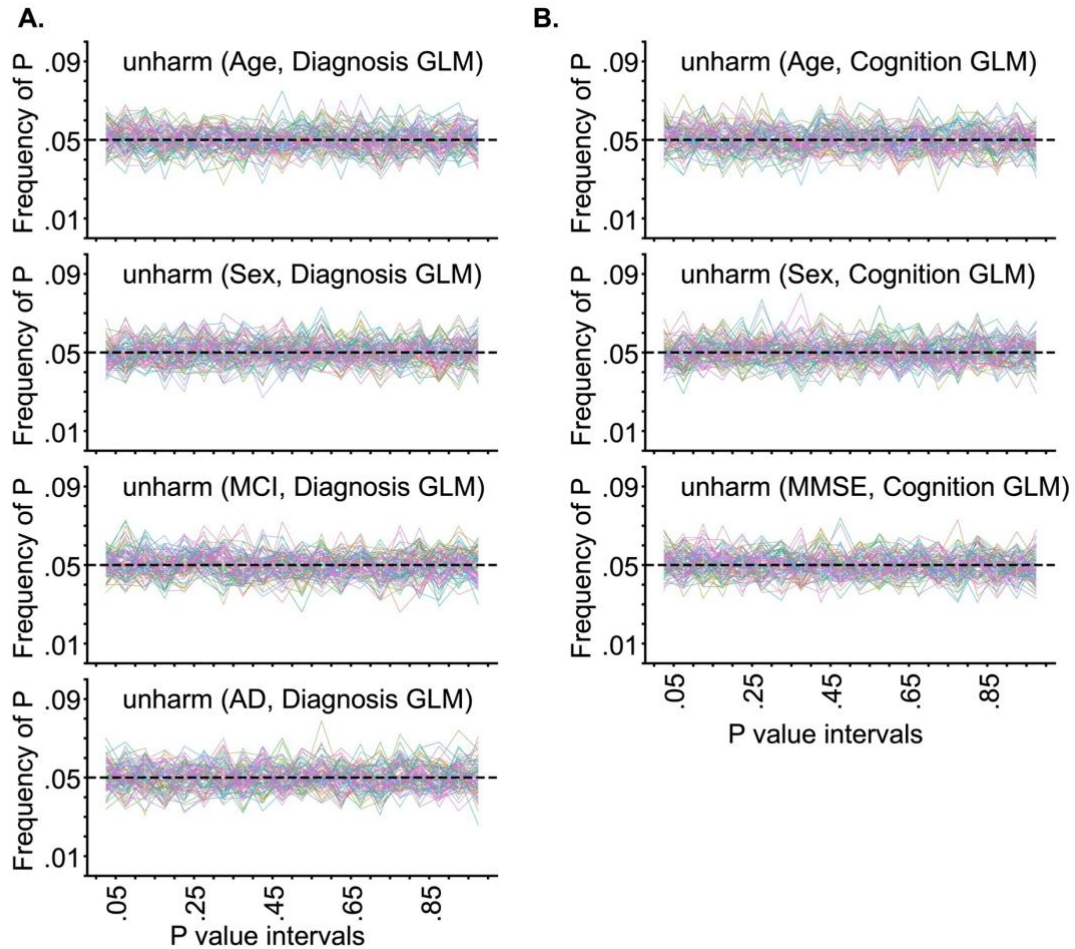 A.
unharm (Age, Diagnosis GLM)
Frequency of P
.09
.05
.01
unharm (Sex, Diagnosis GLM)
Frequency of P
.09
.05
.01
unharm (MCI, Diagnosis GLM)
Frequency of P
.09
.05
.01
unharm (AD, Diagnosis GLM)
Frequency of P
.09
.05
.01
.05 .25 .45 .65 .85
P value intervals
B.
unharm (Age, Cognition GLM)
Frequency of P
.09
.05
.01
unharm (Sex, Cognition GLM)
Frequency of P
.09
.05
.01
unharm (MMSE, Cognition GLM)
Frequency of P
.09
.05
.01
.05 .25 .45 .65 .85
P value intervals